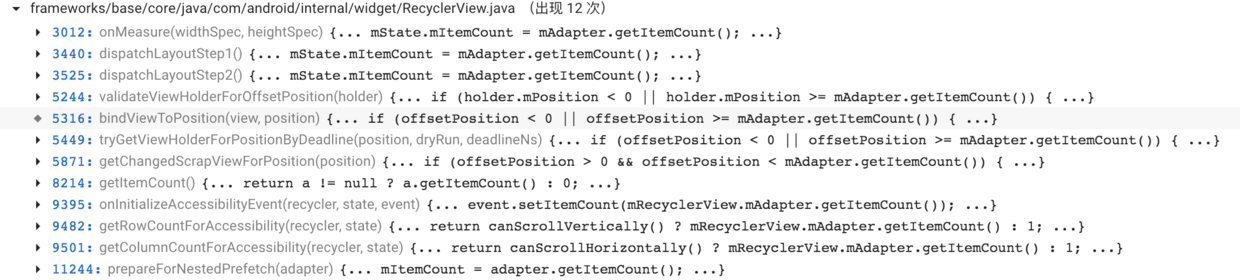 frameworks/base/core/java/com/android/internal/widget/RecyclerView.java （出现 12 次）
3012: onMeasure(widthSpec, heightSpec) {... mState.mItemCount = mAdapter.getItemCount(); ...}
3440: dispatchLayoutStep1() {... mState.mItemCount = mAdapter.getItemCount(); ...}
3525: dispatchLayoutStep2() {... mState.mItemCount = mAdapter.getItemCount(); ...}
5244: validateViewHolderForOffsetPosition(holder) {... if (holder.mPosition < 0 || holder.mPosition >= mAdapter.getItemCount()) { ...}
5316: bindViewToPosition(view, position) {... if (offsetPosition < 0 || offsetPosition >= mAdapter.getItemCount()) { ...}
5449: tryGetViewHolderForPositionByDeadline(position, dryRun, deadlineNs) {... if (offsetPosition < 0 || offsetPosition >= mAdapter.getItemCount()) { ...}
5871: getChangedScrapViewForPosition(position) {... if (offsetPosition > 0 && offsetPosition < mAdapter.getItemCount()) { ...}
8214: getItemCount() {... return a != null ? a.getItemCount() : 0; ...}
9395: onInitializeAccessibilityEvent(recycler, state, event) {... event.setItemCount(mRecyclerView.mAdapter.getItemCount()); ...}
9482: getRowCountForAccessibility(recycler, state) {... return canScrollVertically() ? mRecyclerView.mAdapter.getItemCount() : 1; ...}
9501: getColumnCountForAccessibility(recycler, state) {... return canScrollHorizontally() ? mRecyclerView.mAdapter.getItemCount() : 1; ...}
11244: prepareForNestedPrefetch(adapter) {... mItemCount = adapter.getItemCount(); ...}